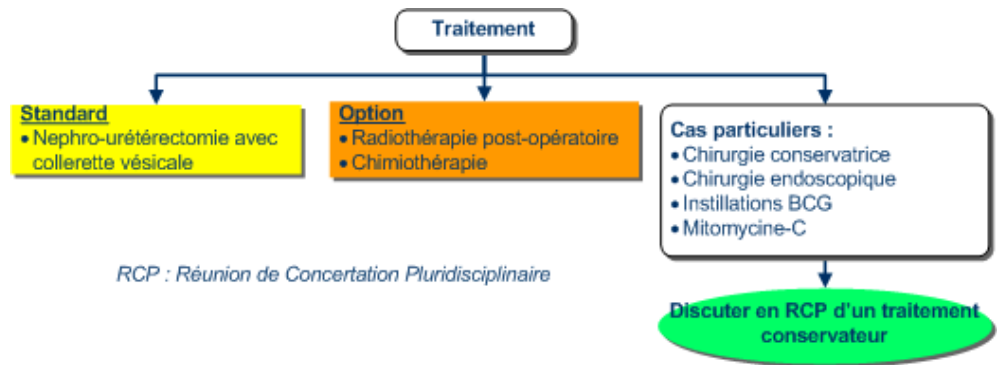 Traitement
Standard
• Nephro-urétérectomie avec
collerette vésicale
Option
• Radiothérapie post-opératoire
• Chimiothérapie
Cas particuliers :
• Chirurgie conservatrice
• Chirurgie endoscopique
• Instillations BCG
• Mitomycine-C
RCP : Réunion de Concertation Pluridisciplinaire
Discuter en RCP d'un traitement
conservateur